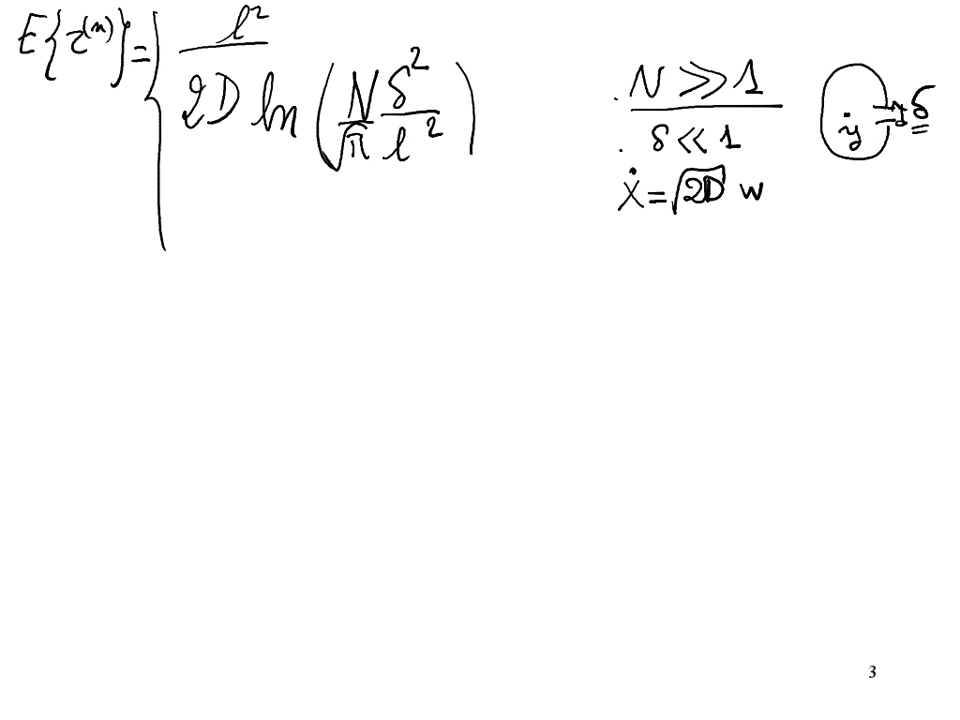 E{τ⁽ⁿ⁾} = { l² / 2D ln (N/√π δ²/l²)
. N ≫ 1
. δ ≪ 1
Ẋ = √2D w
y δ
3